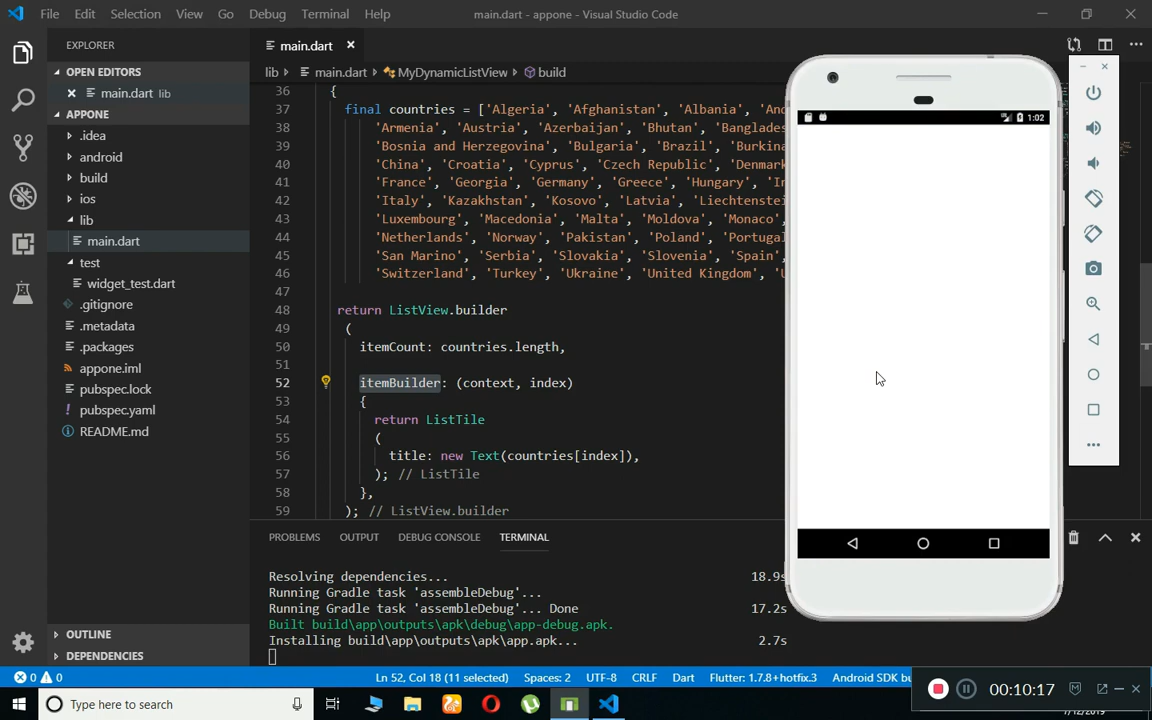 File Edit Selection View Go Debug Terminal Help main.dart - appone - Visual Studio Code
EXPLORER
OPEN EDITORS
main.dart lib
APPONE
.idea
android
build
ios
lib
main.dart
test
widget_test.dart
.gitignore
.metadata
.packages
appone.iml
pubspec.lock
pubspec.yaml
README.md
OUTLINE
DEPENDENCIES
main.dart
lib main.dart MyDynamicListView build
36 {
37 final countries = ['Algeria', 'Afghanistan', 'Albania', 'And
38 'Armenia', 'Austria', 'Azerbaijan', 'Bhutan', 'Banglades
39 'Bosnia and Herzegovina', 'Bulgaria', 'Brazil', 'Burkina
40 'China', 'Croatia', 'Cyprus', 'Czech Republic', 'Denmark
41 'France', 'Georgia', 'Germany', 'Greece', 'Hungary', 'Ir
42 'Italy', 'Kazakhstan', 'Kosovo', 'Latvia', 'Liechtenstei
43 'Luxembourg', 'Macedonia', 'Malta', 'Moldova', 'Monaco',
44 'Netherlands', 'Norway', 'Pakistan', 'Poland', 'Portugal
45 'San Marino', 'Serbia', 'Slovakia', 'Slovenia', 'Spain',
46 'Switzerland', 'Turkey', 'Ukraine', 'United Kingdom', 'U
47
48 return ListView.builder
49 (
50 itemCount: countries.length,
51
52 itemBuilder: (context, index)
53 {
54 return ListTile
55 (
56 title: new Text(countries[index]),
57 ); // ListTile
58 },
59 ); // ListView.builder
PROBLEMS OUTPUT DEBUG CONSOLE TERMINAL
Resolving dependencies... 18.9s
Running Gradle task 'assembleDebug'...
Running Gradle task 'assembleDebug'... Done 17.2s
Built build\app\outputs\apk\debug\app-debug.apk.
Installing build\app\outputs\apk\app.apk... 2.7s
1:02
0 0 Ln 52, Col 18 (11 selected) Spaces: 2 UTF-8 CRLF Dart Flutter: 1.7.8+hotfix.3 Android SDK bu
00:10:17
Type here to search